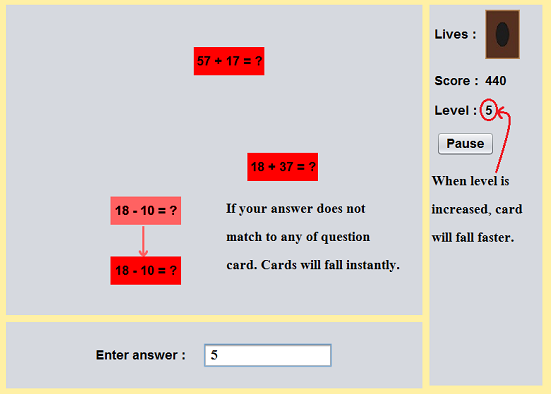 57 + 17 = ?
18 + 37 = ?
18 - 10 = ?
18 - 10 = ?
If your answer does not
match to any of question
card. Cards will fall instantly.
Enter answer : 5
Lives :
Score : 440
Level : 5
Pause
When level is
increased, card
will fall faster.